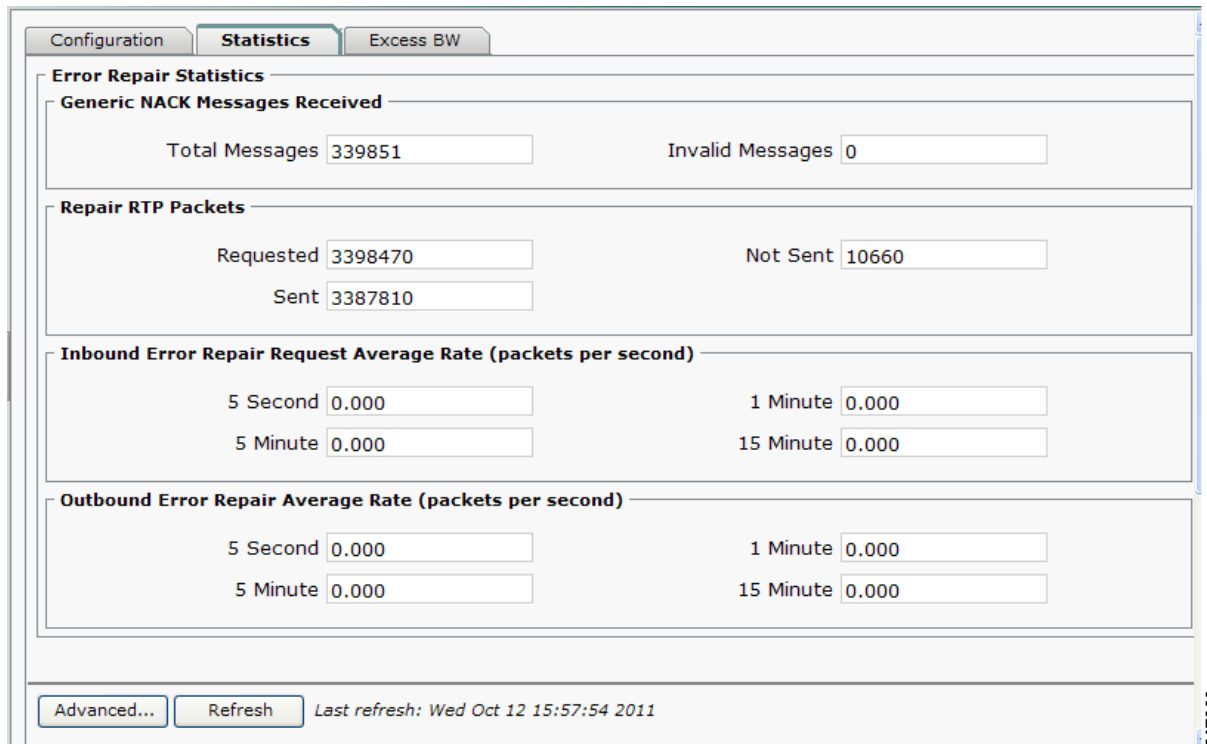 Configuration Statistics Excess BW
Error Repair Statistics
Generic NACK Messages Received
Total Messages 339851 Invalid Messages 0
Repair RTP Packets
Requested 3398470 Not Sent 10660
Sent 3387810
Inbound Error Repair Request Average Rate (packets per second)
5 Second 0.000 1 Minute 0.000
5 Minute 0.000 15 Minute 0.000
Outbound Error Repair Average Rate (packets per second)
5 Second 0.000 1 Minute 0.000
5 Minute 0.000 15 Minute 0.000
Advanced... Refresh Last refresh: Wed Oct 12 15:57:54 2011